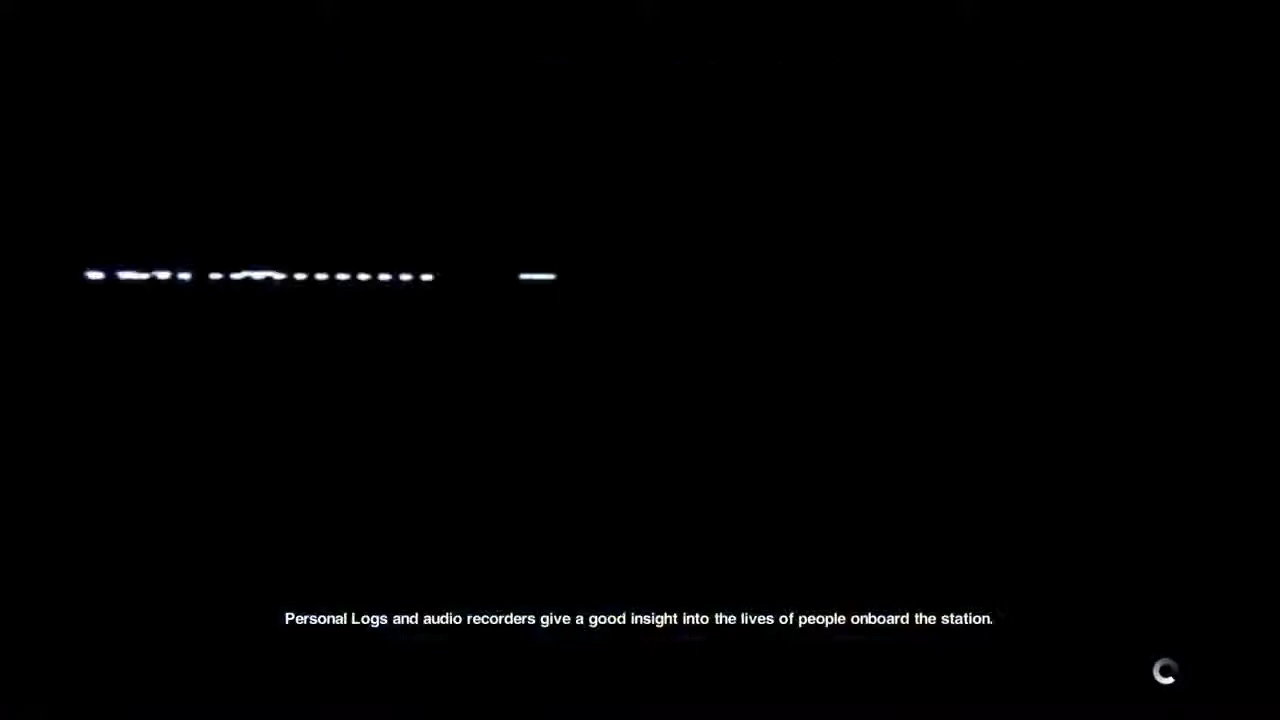 Personal Logs and audio recorders give a good insight into the lives of people onboard the station.